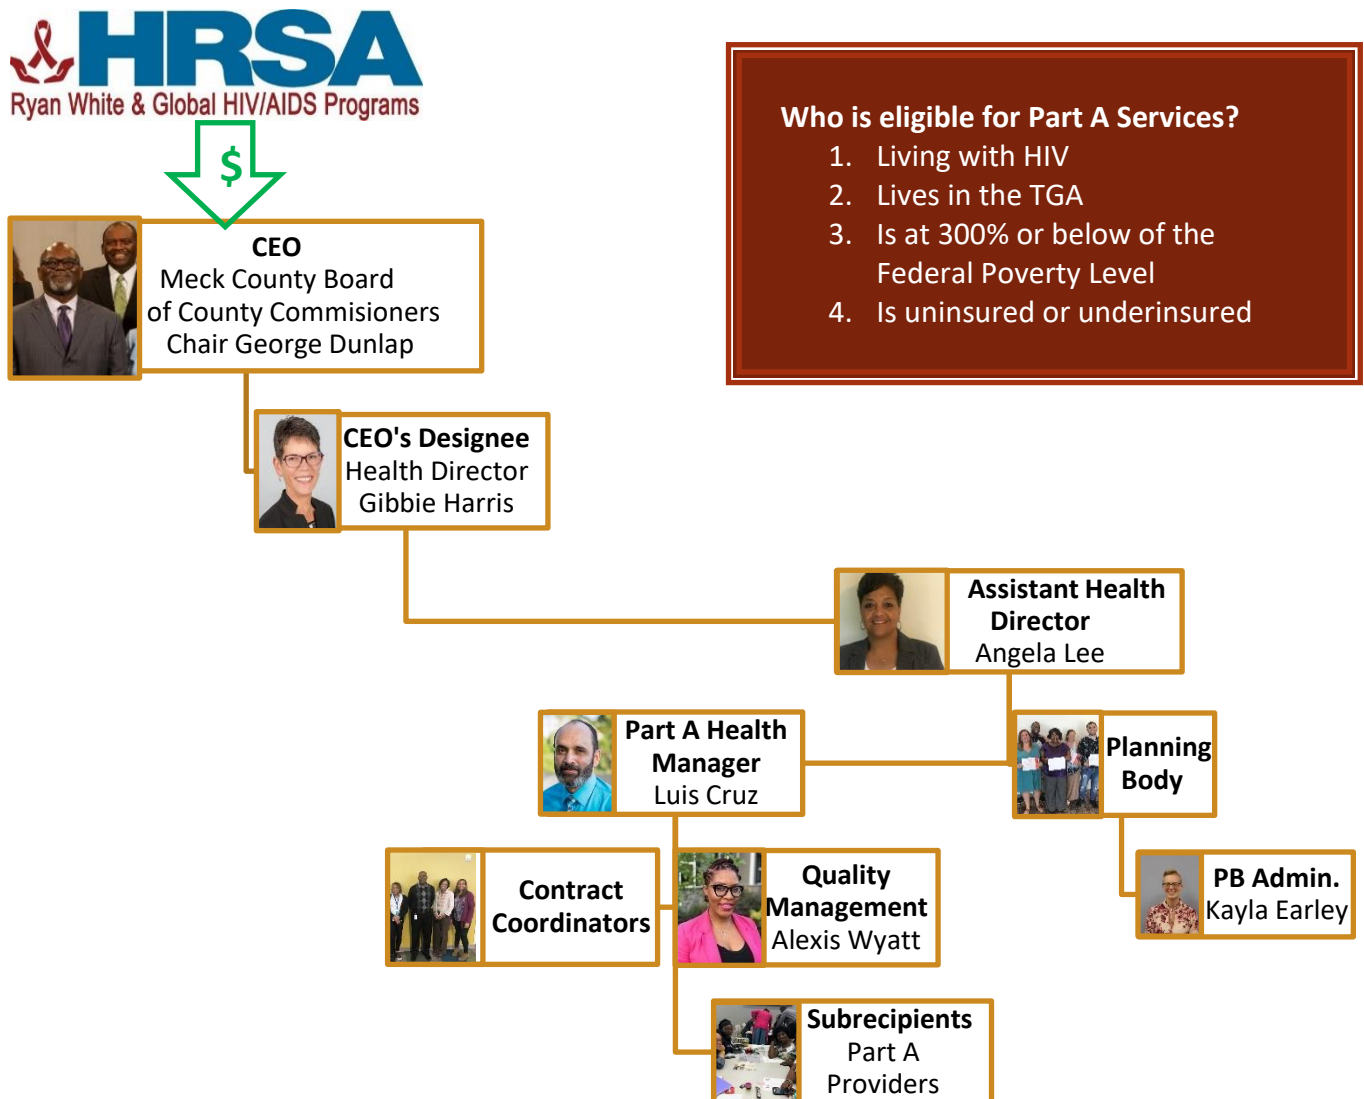 HRSA
Ryan White & Global HIV/AIDS Programs
$
Who is eligible for Part A Services?
1. Living with HIV
2. Lives in the TGA
3. Is at 300% or below of the
Federal Poverty Level
4. Is uninsured or underinsured
CEO
Meck County Board
of County Commisioners
Chair George Dunlap
CEO's Designee
Health Director
Gibbie Harris
Assistant Health
Director
Angela Lee
Part A Health
Manager
Luis Cruz
Planning
Body
Contract
Coordinators
Quality
Management
Alexis Wyatt
PB Admin.
Kayla Earley
Subrecipients
Part A
Providers